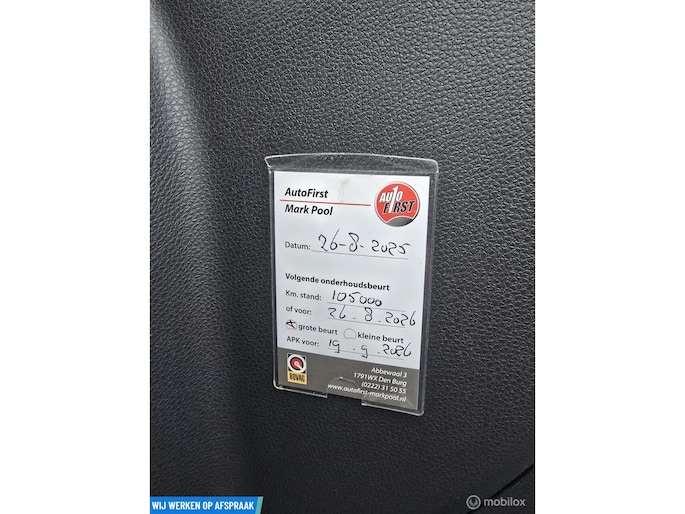 AutoFirst
Mark Pool
AUTO
FIRST
Datum: 26-8-2025
Volgende onderhoudsbeurt
Km. stand: 105000
of voor: 26.8.2026
grote beurt kleine beurt
APK voor: 19.9.2026
BOVAG
Abbewaal 3
1791WX Den Burg
(0222) 31 50 55
www.autofirst-markpool.nl
WIJ WERKEN OP AFSPRAAK
mobilox